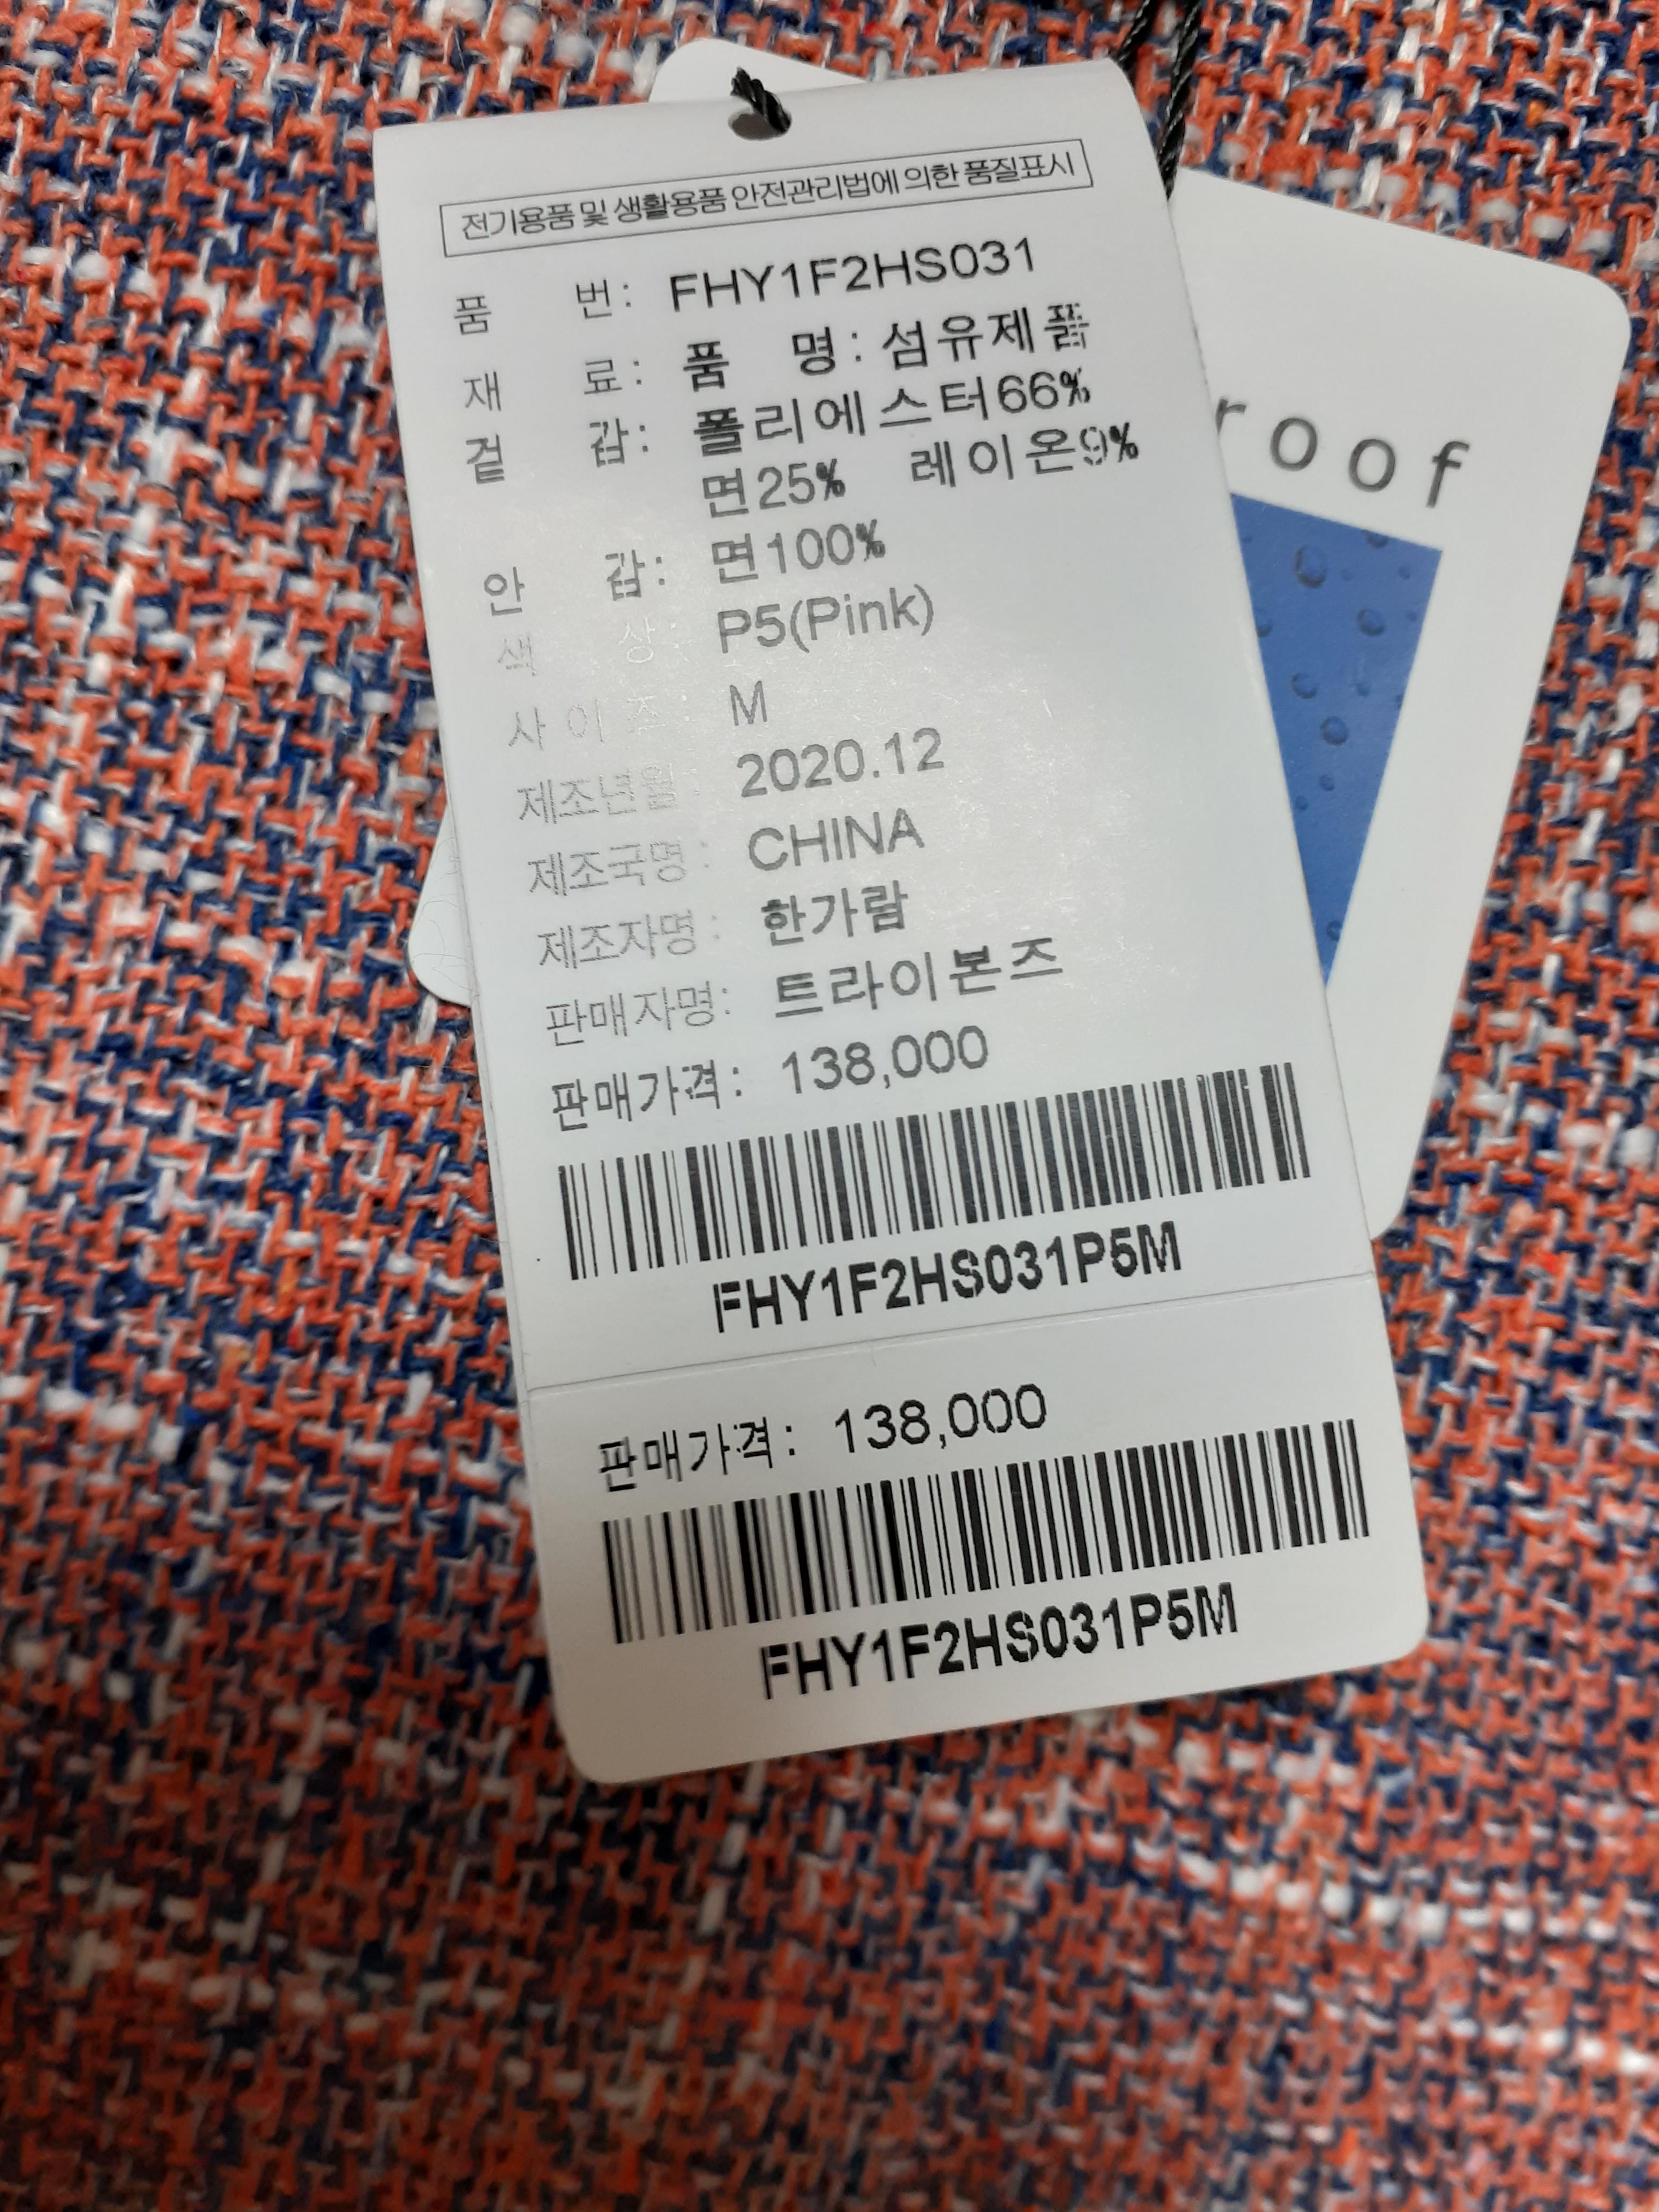 전기용품 및 생활용품 안전관리법에 의한 품질표시
품 번: FHY1F2HS031
재 료: 품 명: 섬유제품
겉 감: 폴리에스터66%
면25% 레이온9%
안 감: 면100%
색 상: P5(Pink)
사이즈: M
제조년월: 2020.12
제조국명: CHINA
제조자명: 한가람
판매자명: 트라이본즈
판매가격: 138,000
FHY1F2HS031P5M
판매가격: 138,000
FHY1F2HS031P5M
roof